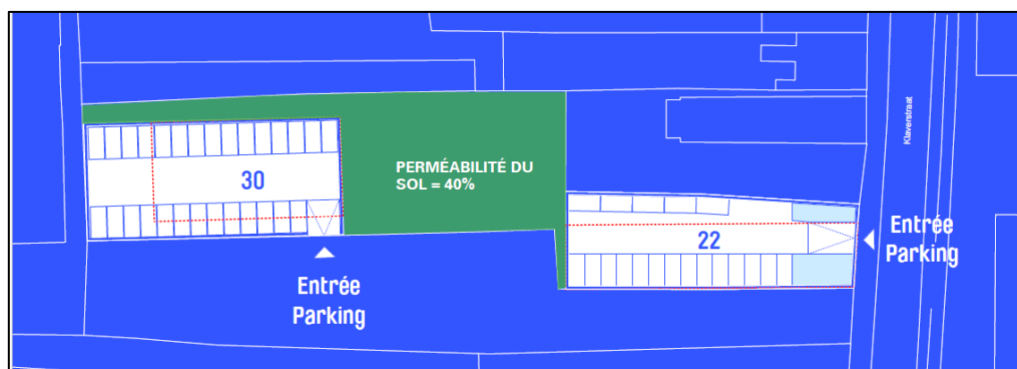 PERMÉABILITÉ DU
SOL = 40%
30
22
Entrée
Parking
Entrée
Parking
Klaverstraat